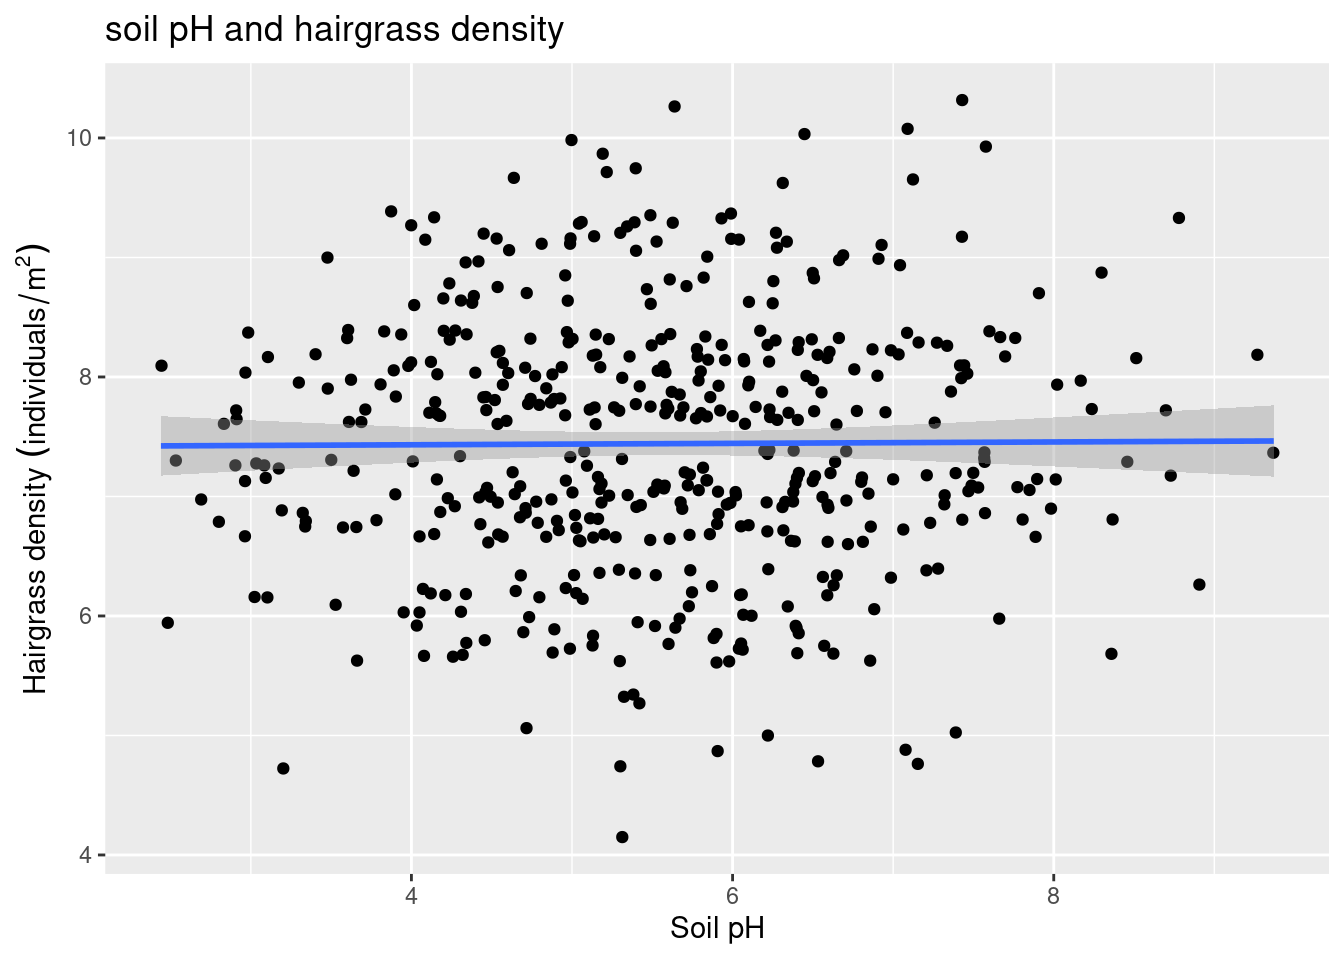 soil pH and hairgrass density
Hairgrass density (individuals/m²)
10
8
6
4
4 6 8
Soil pH